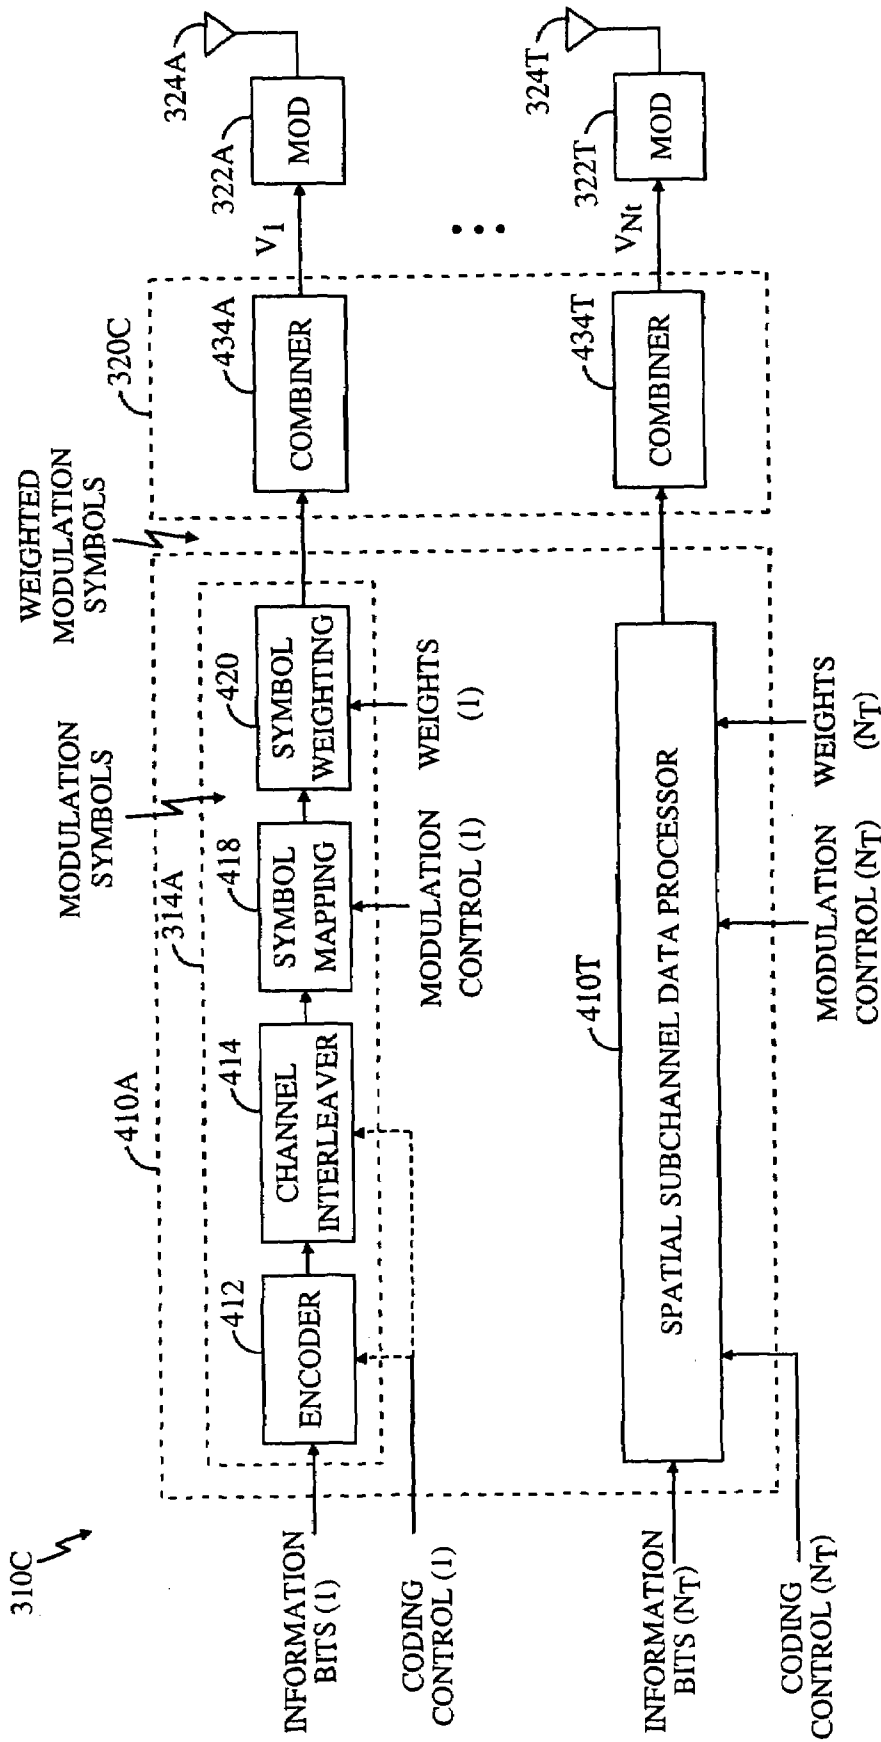 310C
410A
314A
MODULATION
SYMBOLS
WEIGHTED
MODULATION
SYMBOLS
320C
INFORMATION
BITS (1)
412
ENCODER
414
CHANNEL
INTERLEAVER
418
SYMBOL
MAPPING
420
SYMBOL
WEIGHTING
434A
COMBINER
V1
322A
MOD
324A
CODING
CONTROL (1)
MODULATION
CONTROL (1)
WEIGHTS
(1)
INFORMATION
BITS (NT)
410T
SPATIAL SUBCHANNEL DATA PROCESSOR
434T
COMBINER
VNt
322T
MOD
324T
CODING
CONTROL (NT)
MODULATION
CONTROL (NT)
WEIGHTS
(NT)